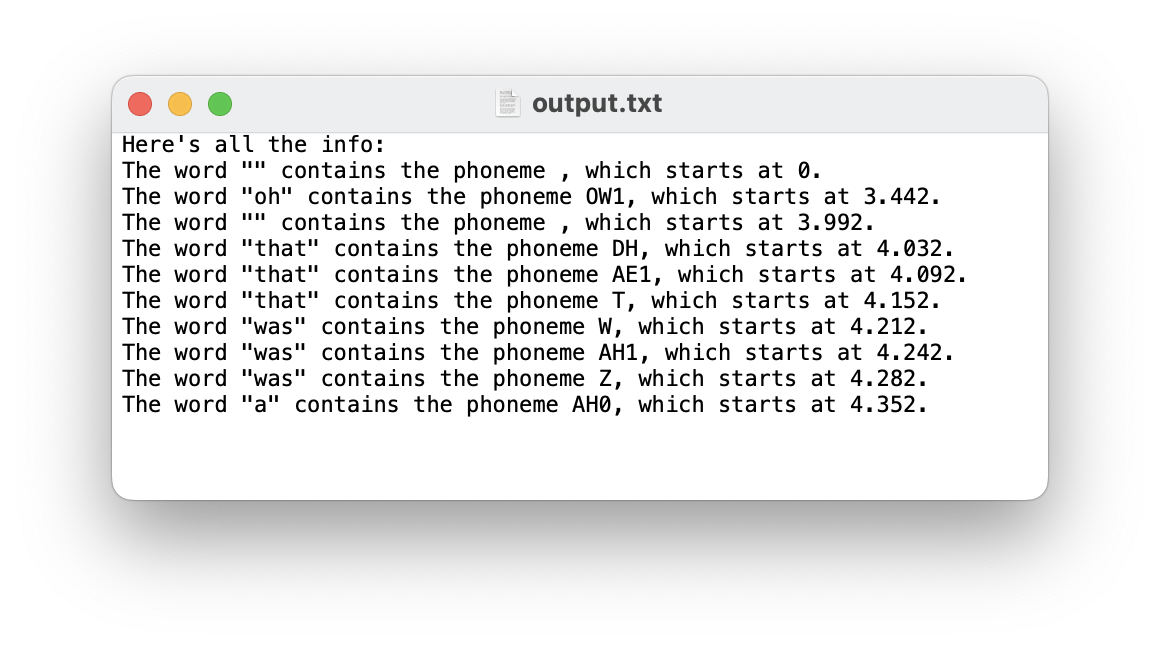 output.txt
Here's all the info:
The word "" contains the phoneme , which starts at 0.
The word "oh" contains the phoneme OW1, which starts at 3.442.
The word "" contains the phoneme , which starts at 3.992.
The word "that" contains the phoneme DH, which starts at 4.032.
The word "that" contains the phoneme AE1, which starts at 4.092.
The word "that" contains the phoneme T, which starts at 4.152.
The word "was" contains the phoneme W, which starts at 4.212.
The word "was" contains the phoneme AH1, which starts at 4.242.
The word "was" contains the phoneme Z, which starts at 4.282.
The word "a" contains the phoneme AH0, which starts at 4.352.